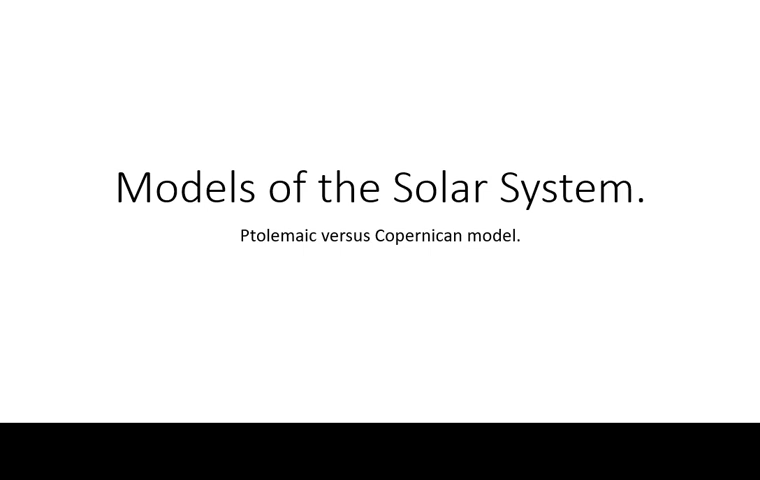 Models of the Solar System.
Ptolemaic versus Copernican model.